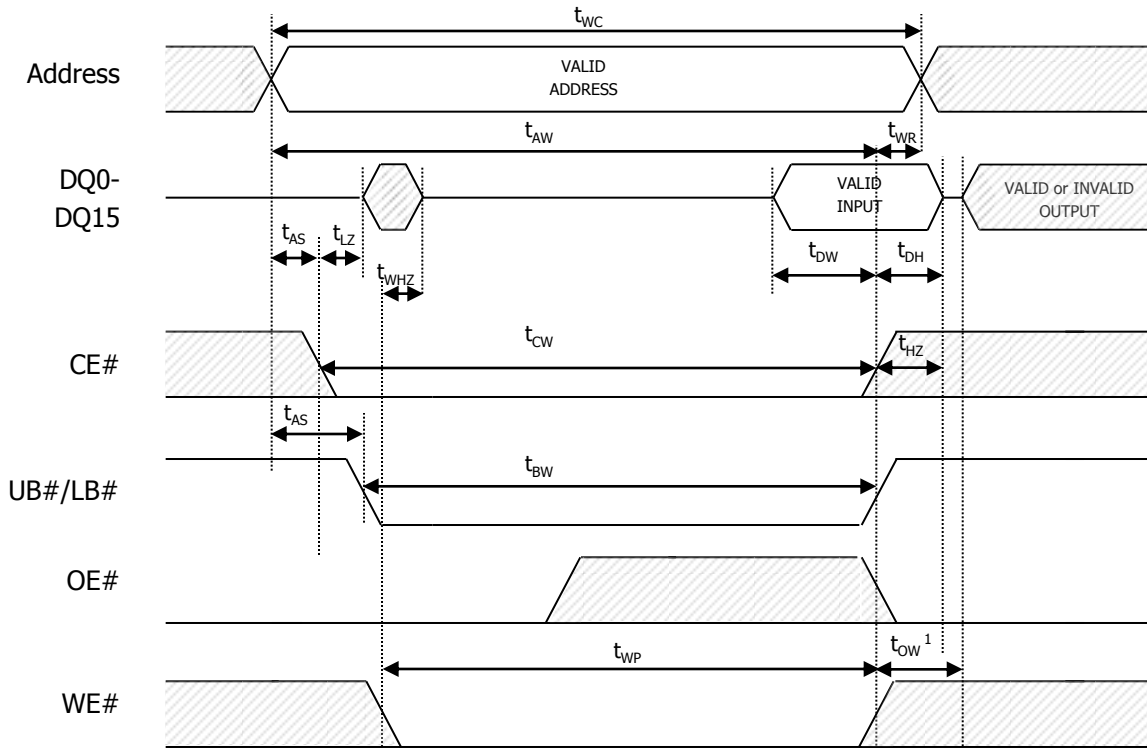 tWC
Address
VALID
ADDRESS
tAW
tWR
DQ0-
DQ15
VALID
INPUT
VALID or INVALID
OUTPUT
tAS
tLZ
tDW
tDH
tWHZ
CE#
tCW
tHZ
tAS
UB#/LB#
tBW
OE#
tWP
tOW 1
WE#